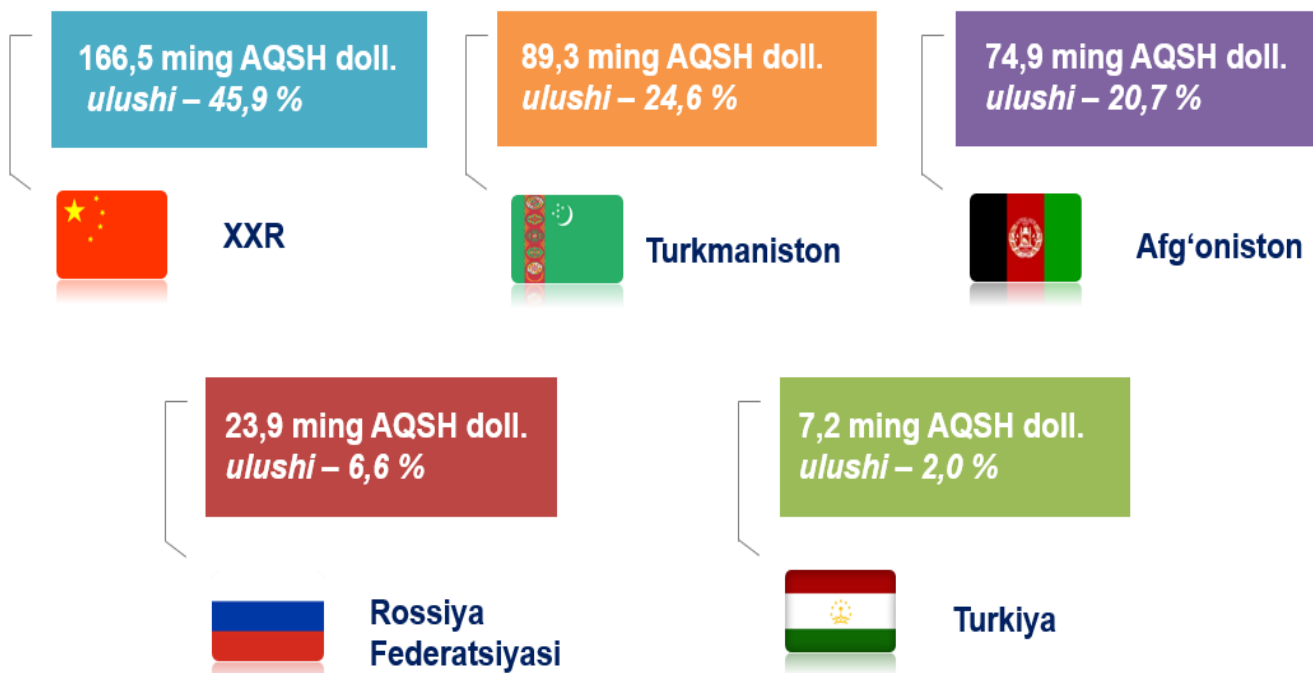 166,5 ming AQSH doll.
ulushi – 45,9 %
89,3 ming AQSH doll.
ulushi – 24,6 %
74,9 ming AQSH doll.
ulushi – 20,7 %
XXR
Turkmaniston
Afg‘oniston
23,9 ming AQSH doll.
ulushi – 6,6 %
7,2 ming AQSH doll.
ulushi – 2,0 %
Rossiya
Federatsiyasi
Turkiya